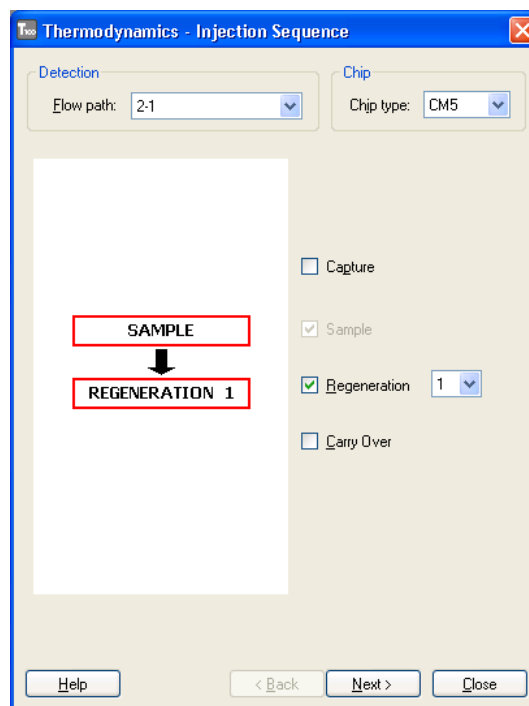 T100 Thermodynamics - Injection Sequence
Detection
Chip
Flow path: 2-1
Chip type: CM5
Capture
SAMPLE
Sample
REGENERATION 1
Regeneration 1
Carry Over
Help
< Back
Next >
Close